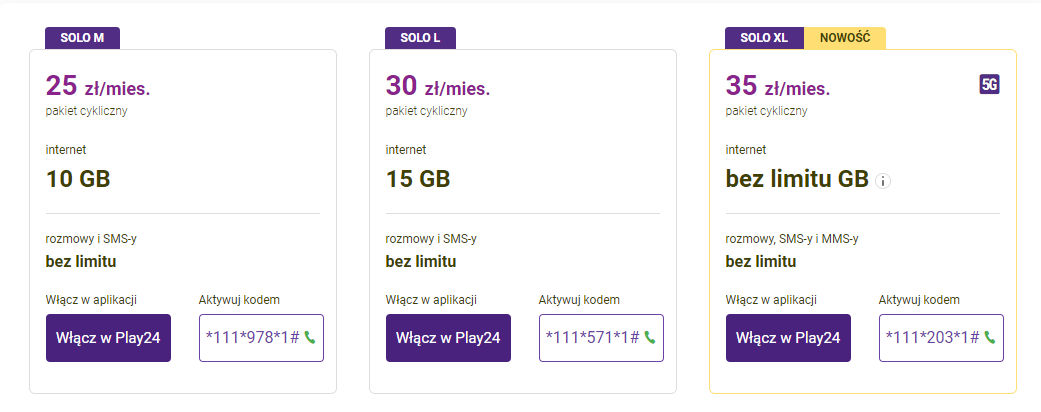 SOLO M
25 zł/mies.
pakiet cykliczny
internet
10 GB
rozmowy i SMS-y
bez limitu
Włącz w aplikacji
Włącz w Play24
Aktywuj kodem
*111*978*1#
SOLO L
30 zł/mies.
pakiet cykliczny
internet
15 GB
rozmowy i SMS-y
bez limitu
Włącz w aplikacji
Włącz w Play24
Aktywuj kodem
*111*571*1#
SOLO XL NOWOŚĆ
35 zł/mies.
5G
pakiet cykliczny
internet
bez limitu GB i
rozmowy, SMS-y i MMS-y
bez limitu
Włącz w aplikacji
Włącz w Play24
Aktywuj kodem
*111*203*1#